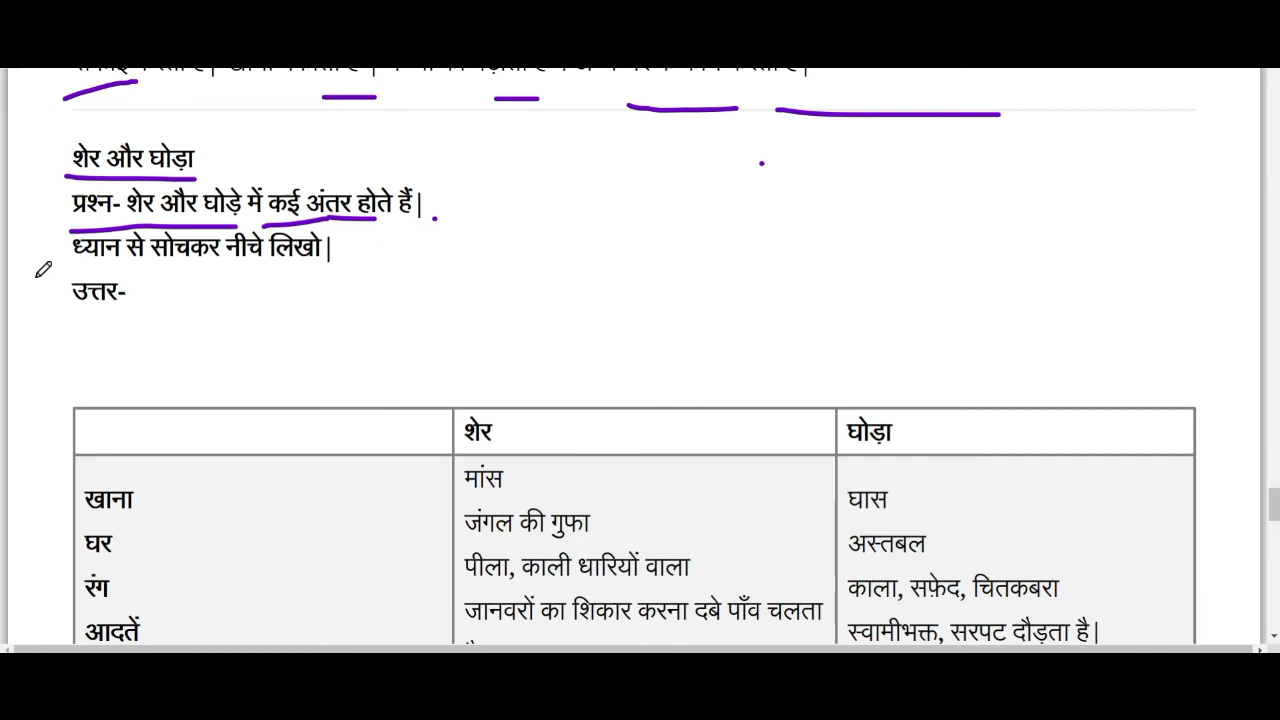 शेर और घोड़ा
प्रश्न- शेर और घोड़े में कई अंतर होते हैं|
ध्यान से सोचकर नीचे लिखो|
उत्तर-
शेर घोड़ा
खाना मांस घास
घर जंगल की गुफा अस्तबल
रंग पीला, काली धारियों वाला काला, सफ़ेद, चितकबरा
आदतें जानवरों का शिकार करना दबे पाँव चलता स्वामीभक्त, सरपट दौड़ता है|